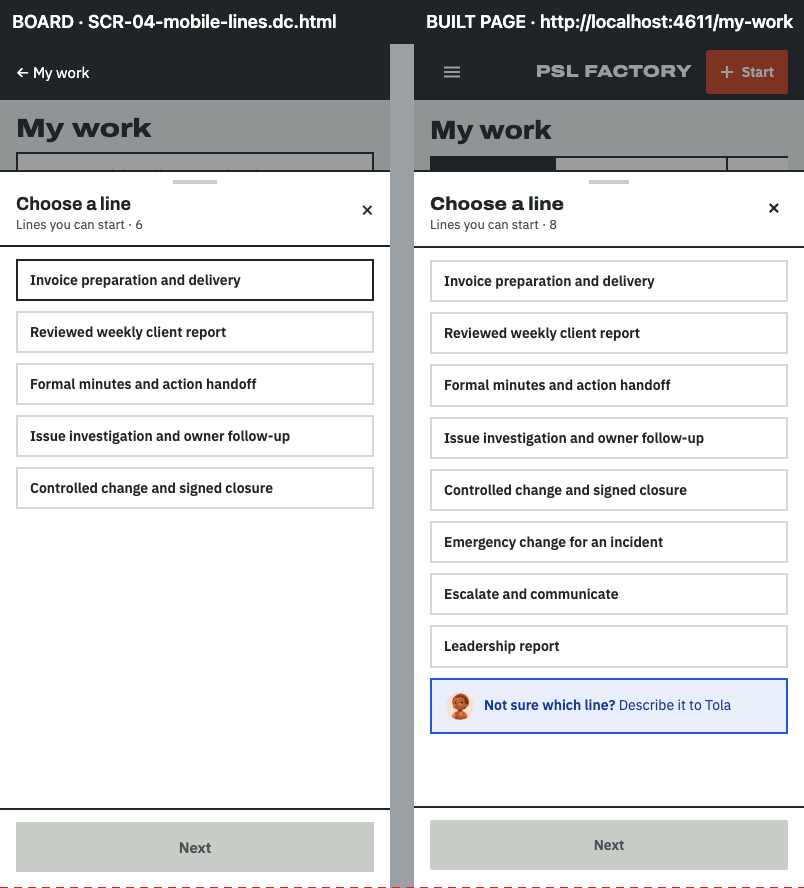 BOARD · SCR-04-mobile-lines.dc.html
← My work
My work
Choose a line
×
Lines you can start · 6
Invoice preparation and delivery
Reviewed weekly client report
Formal minutes and action handoff
Issue investigation and owner follow-up
Controlled change and signed closure
Next
BUILT PAGE · http://localhost:4611/my-work
PSL FACTORY
+ Start
My work
Choose a line
×
Lines you can start · 8
Invoice preparation and delivery
Reviewed weekly client report
Formal minutes and action handoff
Issue investigation and owner follow-up
Controlled change and signed closure
Emergency change for an incident
Escalate and communicate
Leadership report
Not sure which line? Describe it to Tola
Next